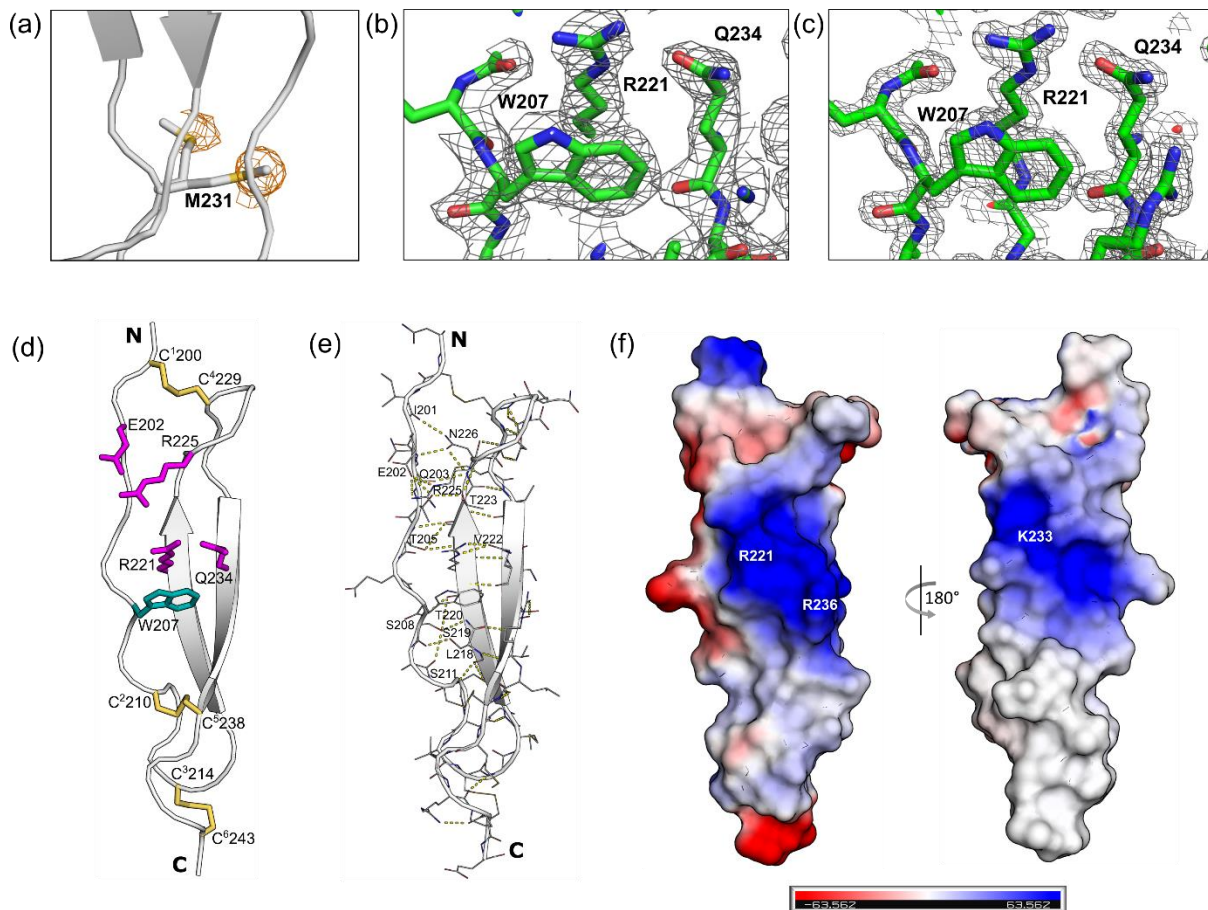 (a)
M231
(b)
W207
R221
Q234
(c)
W207
R221
Q234
(d)
N
C¹200
C⁴229
E202
R225
R221
Q234
W207
C²210
C⁵238
C³214
C⁶243
C
(e)
N
I201
N226
E202
Q203
R225
T223
T205
V222
T220
S208
S219
L218
S211
C
(f)
R221
R236
180°
K233
-63.562
63.562